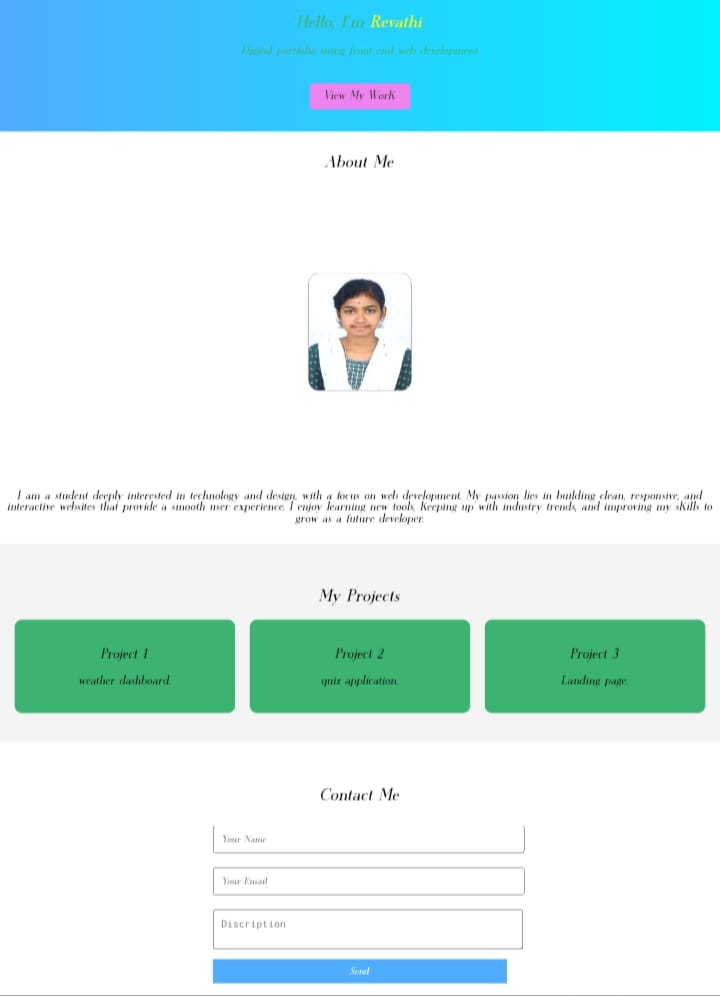 Hello, I'm Revathi
Digital portfolio using front end web development
View My Work
About Me
I am a student deeply interested in technology and design, with a focus on web development. My passion lies in building clean, responsive, and
interactive websites that provide a smooth user experience. I enjoy learning new tools, keeping up with industry trends, and improving my skills to
grow as a future developer.
My Projects
Project 1
weather dashboard.
Project 2
quiz application.
Project 3
Landing page.
Contact Me
Your Name
Your Email
Discription
Send